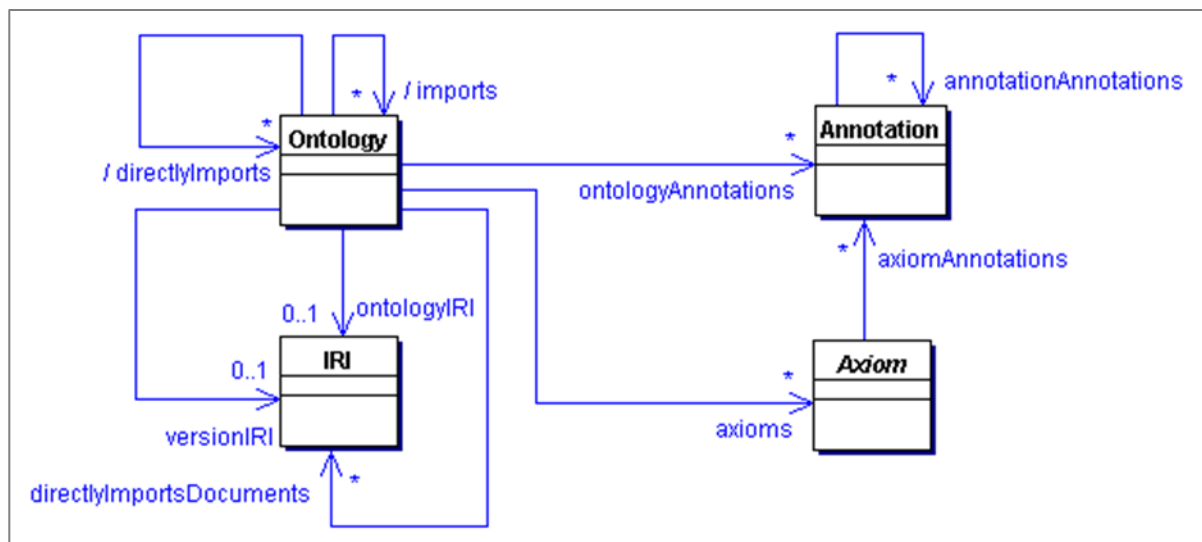 * / imports
* annotationAnnotations
* Ontology
* Annotation
/ directlyImports
ontologyAnnotations
* axiomAnnotations
0..1 ontologyIRI
0..1 IRI
* Axiom
versionIRI
axioms
directlyImportsDocuments *